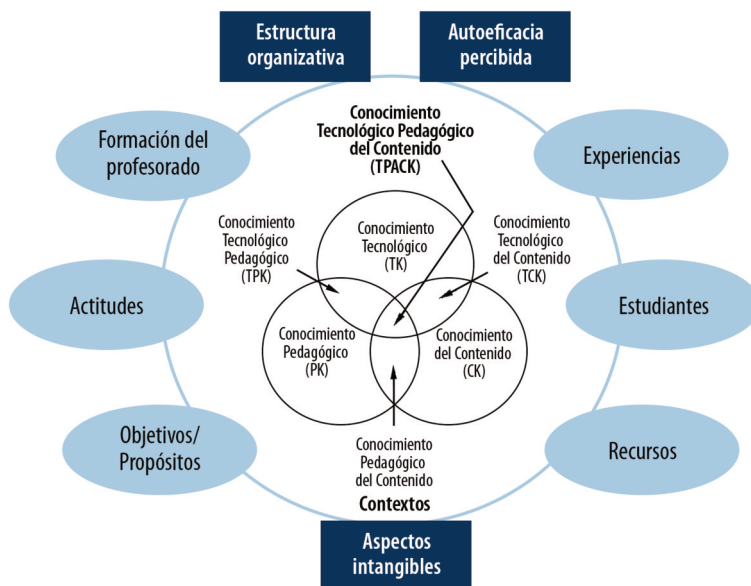 Estructura
organizativa
Autoeficacia
percibida
Formación del
profesorado
Conocimiento
Tecnológico Pedagógico
del Contenido
(TPACK)
Experiencias
Conocimiento
Tecnológico
Pedagógico
(TPK)
Conocimiento
Tecnológico
(TK)
Conocimiento
Tecnológico
del Contenido
(TCK)
Actitudes
Estudiantes
Conocimiento
Pedagógico
(PK)
Conocimiento
del Contenido
(CK)
Objetivos/
Propósitos
Conocimiento
Pedagógico
del Contenido
Recursos
Contextos
Aspectos
intangibles